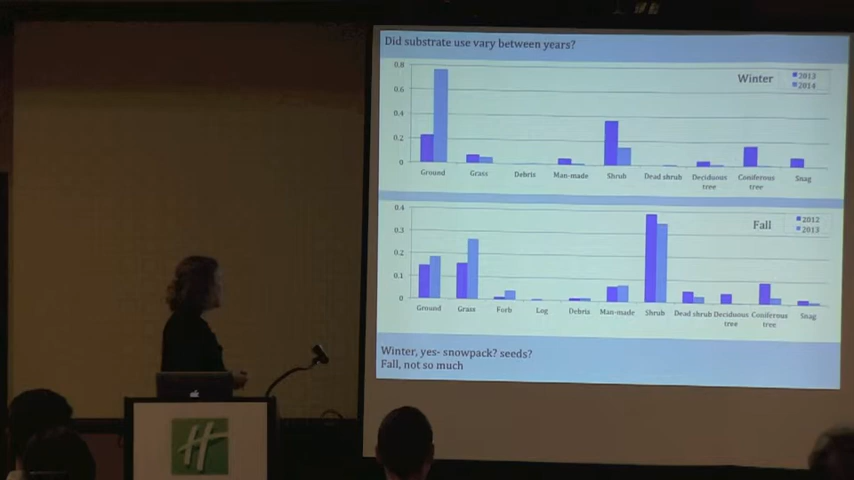 Did substrate use vary between years?
0.8
0.6
0.4
0.2
0
Winter
2013
2014
Ground Grass Debris Man-made Shrub Dead shrub Deciduous tree Coniferous tree Snag
0.4
0.3
0.2
0.1
0
Fall
2012
2013
Ground Grass Forb Log Debris Man-made Shrub Dead shrub Deciduous tree Coniferous tree Snag
Winter, yes- snowpack? seeds?
Fall, not so much
H